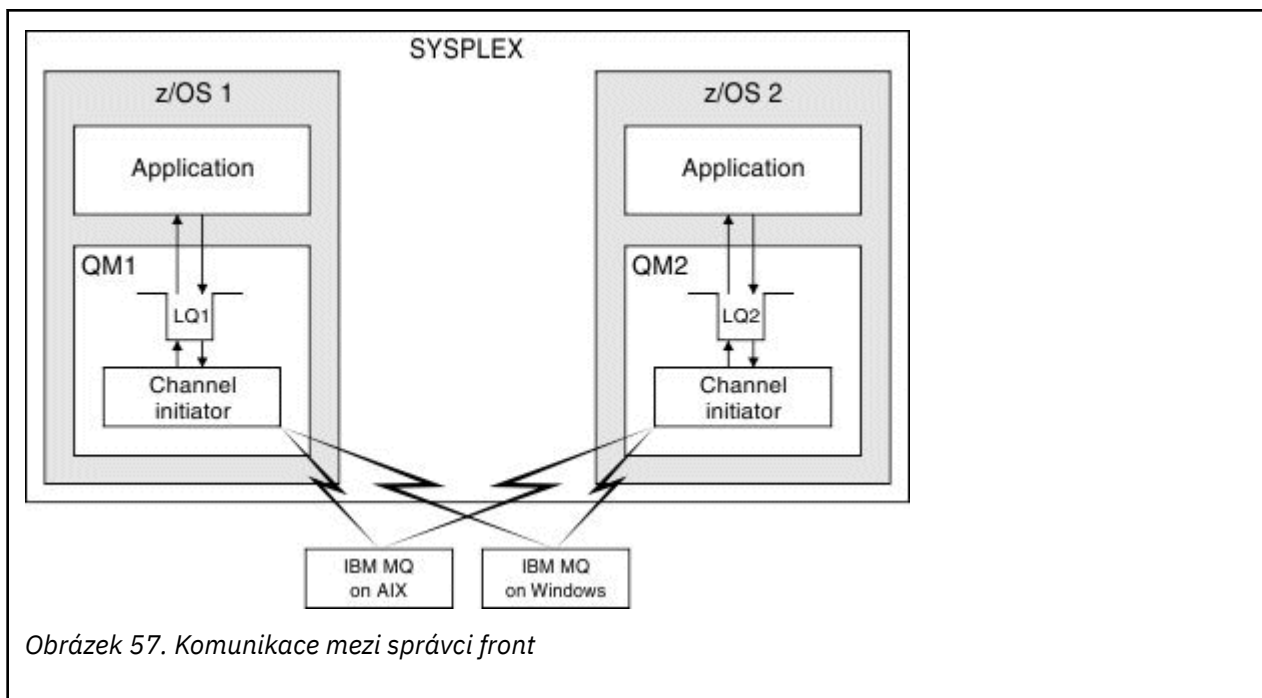 SYSPLEX
z/OS 1
Application
QM1
LQ1
Channel
initiator
z/OS 2
Application
QM2
LQ2
Channel
initiator
IBM MQ
on AIX
IBM MQ
on Windows
Obrázek 57. Komunikace mezi správci front